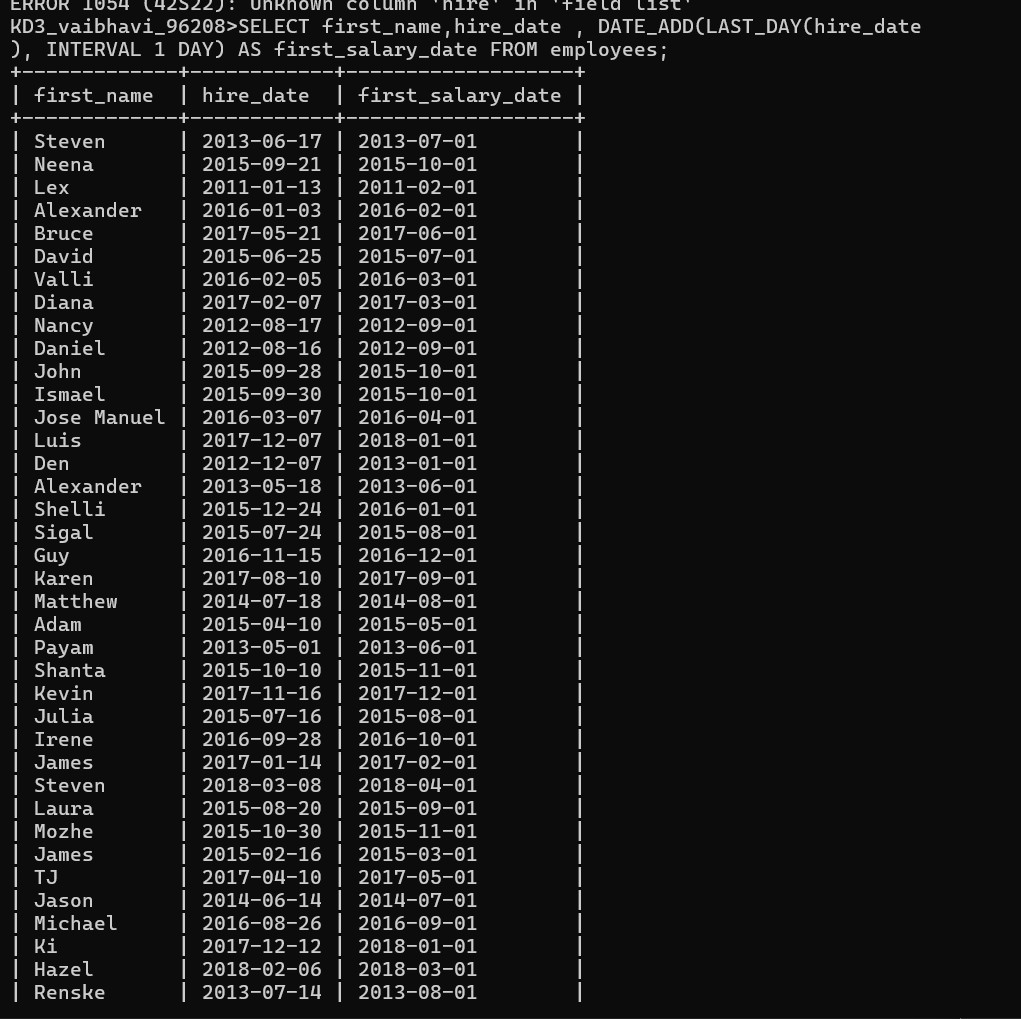 ERROR 1054 (42S22): Unknown column 'hire' in 'field list'
KD3_vaibhavi_96208>SELECT first_name,hire_date , DATE_ADD(LAST_DAY(hire_date
), INTERVAL 1 DAY) AS first_salary_date FROM employees;
+-------------+------------+-------------------+
| first_name  | hire_date  | first_salary_date |
+-------------+------------+-------------------+
| Steven      | 2013-06-17 | 2013-07-01        |
| Neena       | 2015-09-21 | 2015-10-01        |
| Lex         | 2011-01-13 | 2011-02-01        |
| Alexander   | 2016-01-03 | 2016-02-01        |
| Bruce       | 2017-05-21 | 2017-06-01        |
| David       | 2015-06-25 | 2015-07-01        |
| Valli       | 2016-02-05 | 2016-03-01        |
| Diana       | 2017-02-07 | 2017-03-01        |
| Nancy       | 2012-08-17 | 2012-09-01        |
| Daniel      | 2012-08-16 | 2012-09-01        |
| John        | 2015-09-28 | 2015-10-01        |
| Ismael      | 2015-09-30 | 2015-10-01        |
| Jose Manuel | 2016-03-07 | 2016-04-01        |
| Luis        | 2017-12-07 | 2018-01-01        |
| Den         | 2012-12-07 | 2013-01-01        |
| Alexander   | 2013-05-18 | 2013-06-01        |
| Shelli      | 2015-12-24 | 2016-01-01        |
| Sigal       | 2015-07-24 | 2015-08-01        |
| Guy         | 2016-11-15 | 2016-12-01        |
| Karen       | 2017-08-10 | 2017-09-01        |
| Matthew     | 2014-07-18 | 2014-08-01        |
| Adam        | 2015-04-10 | 2015-05-01        |
| Payam       | 2013-05-01 | 2013-06-01        |
| Shanta      | 2015-10-10 | 2015-11-01        |
| Kevin       | 2017-11-16 | 2017-12-01        |
| Julia       | 2015-07-16 | 2015-08-01        |
| Irene       | 2016-09-28 | 2016-10-01        |
| James       | 2017-01-14 | 2017-02-01        |
| Steven      | 2018-03-08 | 2018-04-01        |
| Laura       | 2015-08-20 | 2015-09-01        |
| Mozhe       | 2015-10-30 | 2015-11-01        |
| James       | 2015-02-16 | 2015-03-01        |
| TJ          | 2017-04-10 | 2017-05-01        |
| Jason       | 2014-06-14 | 2014-07-01        |
| Michael     | 2016-08-26 | 2016-09-01        |
| Ki          | 2017-12-12 | 2018-01-01        |
| Hazel       | 2018-02-06 | 2018-03-01        |
| Renske      | 2013-07-14 | 2013-08-01        |